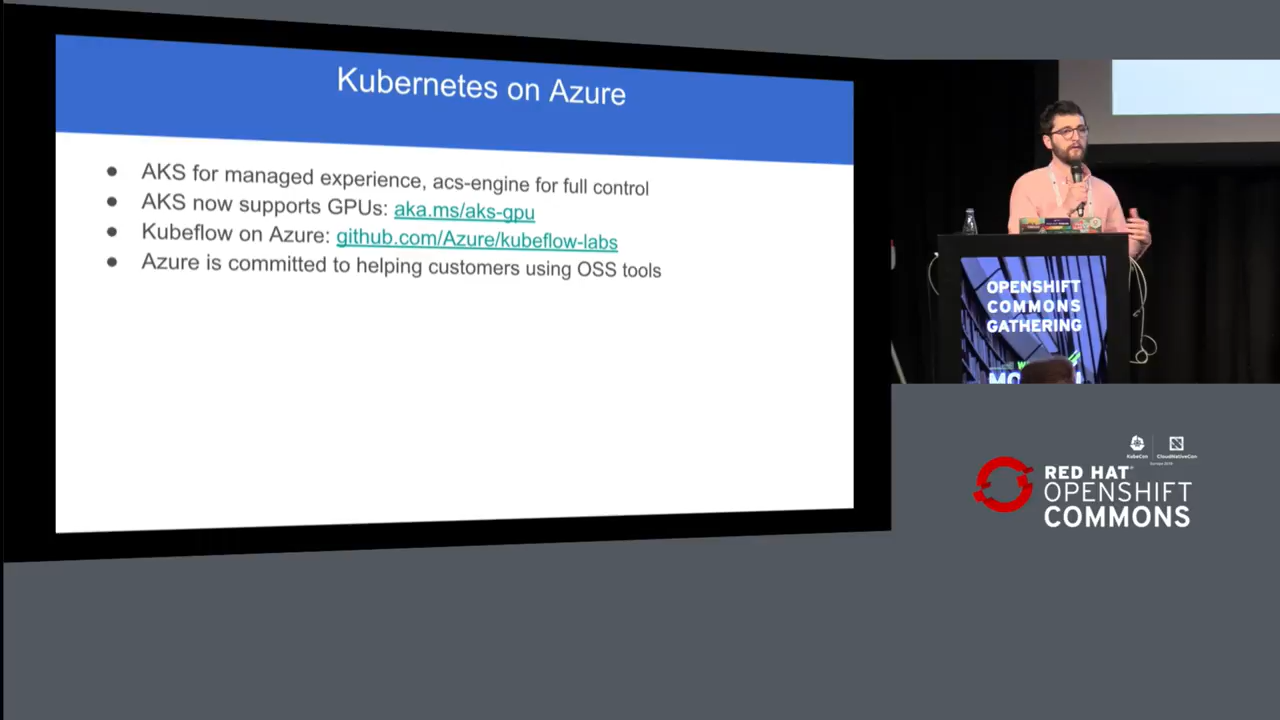 Kubernetes on Azure
AKS for managed experience, acs-engine for full control
AKS now supports GPUs: aka.ms/aks-gpu
Kubeflow on Azure: github.com/Azure/kubeflow-labs
Azure is committed to helping customers using OSS tools
OPENSHIFT
COMMONS
GATHERING
KubeCon
CloudNativeCon
RED HAT
OPENSHIFT
COMMONS